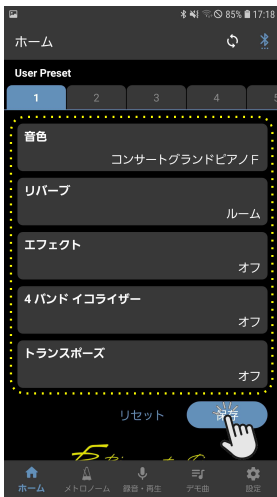 85% 17:18
ホーム
User Preset
1 2 3 4 5
音色
コンサートグランドピアノF
リバーブ
ルーム
エフェクト
オフ
4バンド イコライザー
オフ
トランスポーズ
オフ
リセット 保存
ホーム メトロノーム 録音・再生 デモ曲 設定